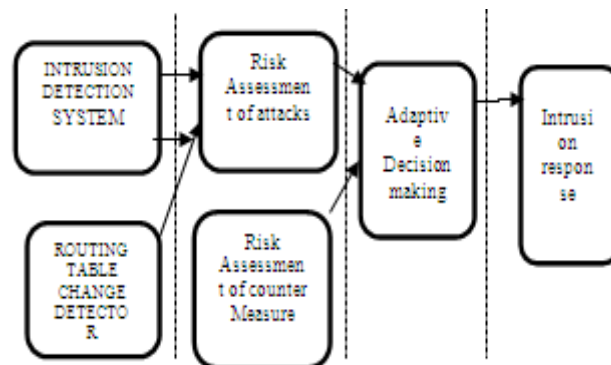 INTRUSION
DETECTION
SYSTEM
Risk
Assessmen
t of attacks
Adaptiv
e
Decision
making
Intrusi
on
respon
se
ROUTING
TABLE
CHANGE
DETECTO
R
Risk
Assessmen
t of counter
Measure